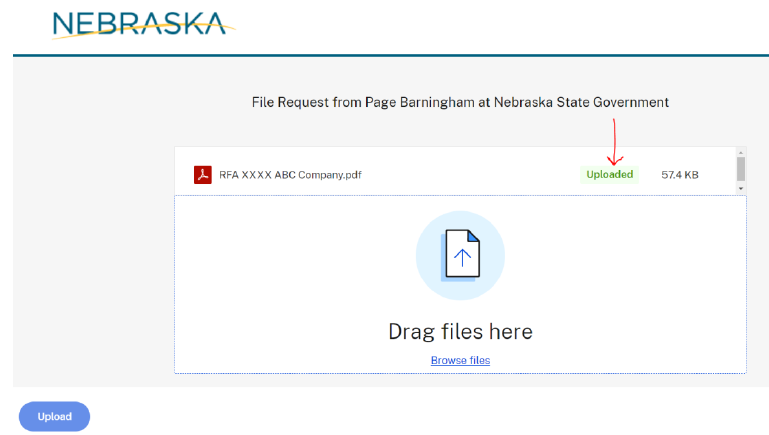 NEBRASKA
File Request from Page Barningham at Nebraska State Government
RFA XXXX ABC Company.pdf Uploaded 57.4 KB
Drag files here
Browse files
Upload